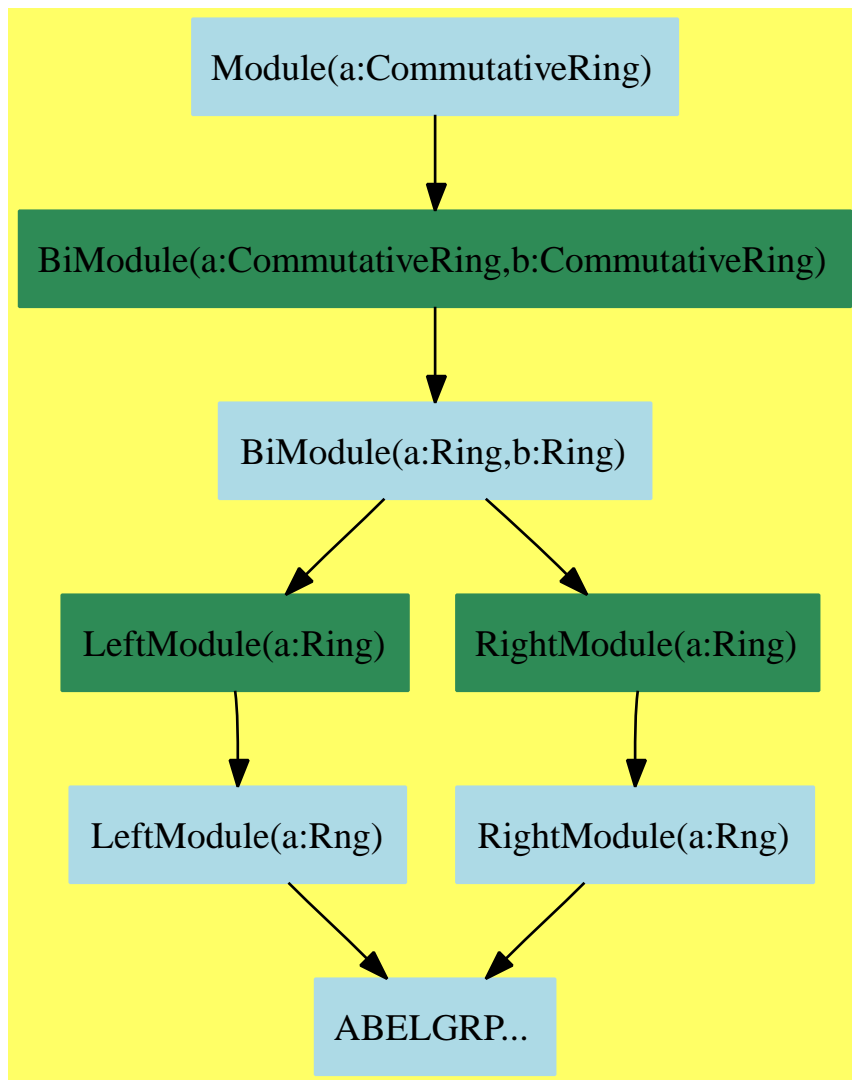 Module(a:CommutativeRing)
BiModule(a:CommutativeRing,b:CommutativeRing)
BiModule(a:Ring,b:Ring)
LeftModule(a:Ring)
RightModule(a:Ring)
LeftModule(a:Rng)
RightModule(a:Rng)
ABELGRP...